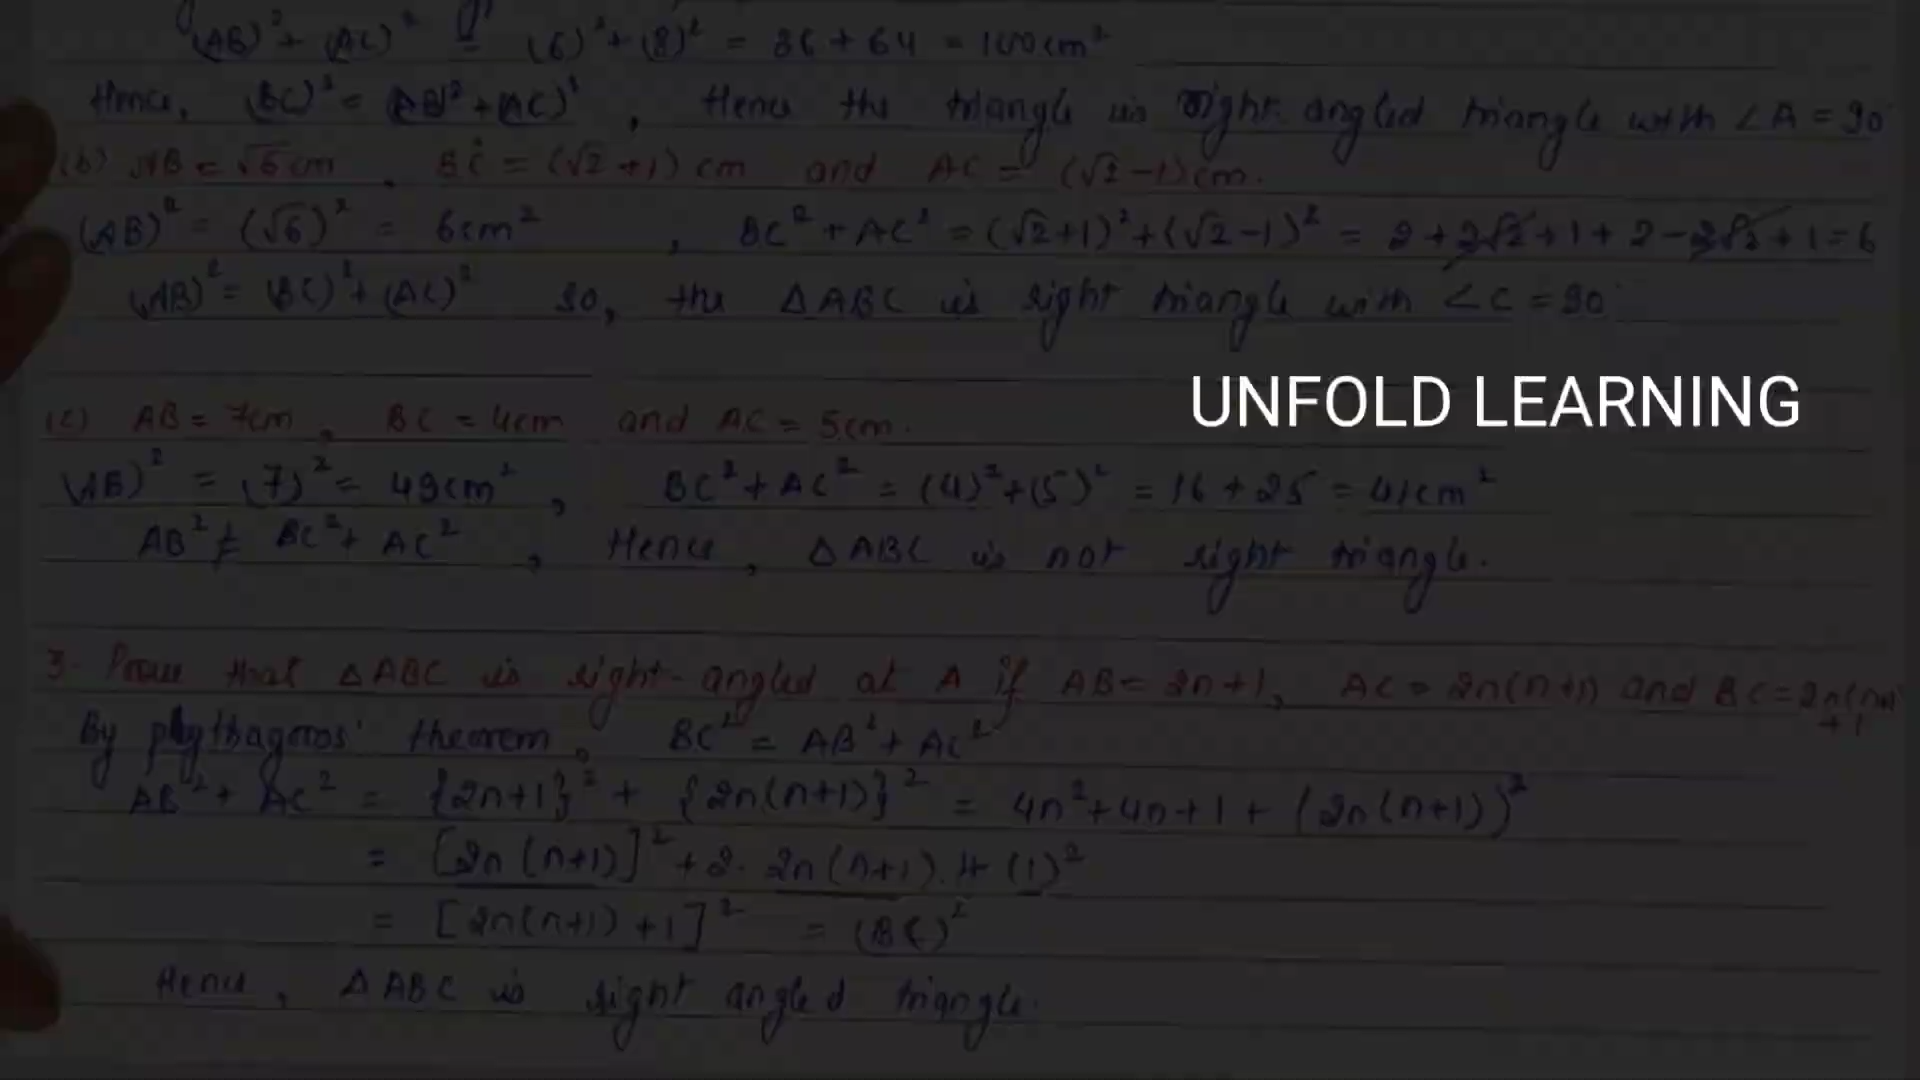 (AB)² + (AC)² = (6)² + (8)² = 36 + 64 = 100cm²
Hence, (BC)² = (AB)² + (AC)², Hence the triangle is right angled triangle with ∠A = 90°
(b) AB = √6 cm, BC = (√2 + 1) cm and AC = (√2 - 1) cm.
(AB)² = (√6)² = 6cm², BC² + AC² = (√2+1)² + (√2-1)² = 2 + 2√2 + 1 + 2 - 2√2 + 1 = 6
(AB)² = (BC)² + (AC)² so, the △ABC is right triangle with ∠C = 90°
UNFOLD LEARNING
(c) AB = 7cm, BC = 4cm and AC = 5cm.
(AB)² = (7)² = 49cm², BC² + AC² = (4)² + (5)² = 16 + 25 = 41cm²
AB² ≠ BC² + AC², Hence, △ABC is not right triangle.
3- Prove that △ABC is right-angled at A if AB = 2n+1, AC = 2n(n+1) and BC = 2n(n+1) +1
By phythagoros' theorem, BC² = AB² + AC²
AB² + AC² = {2n+1}² + {2n(n+1)}² = 4n² + 4n + 1 + (2n(n+1))²
= [2n(n+1)]² + 2. 2n(n+1). 1+ (1)²
= [2n(n+1) + 1]² = (BC)²
Hence, △ABC is right angled triangle.